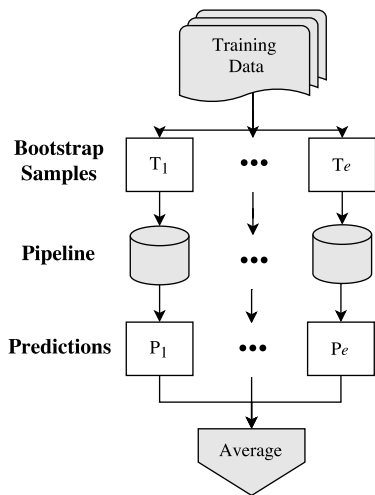 Training
Data
Bootstrap
Samples
T1
•••
Te
Pipeline
•••
Predictions
P1
•••
Pe
Average